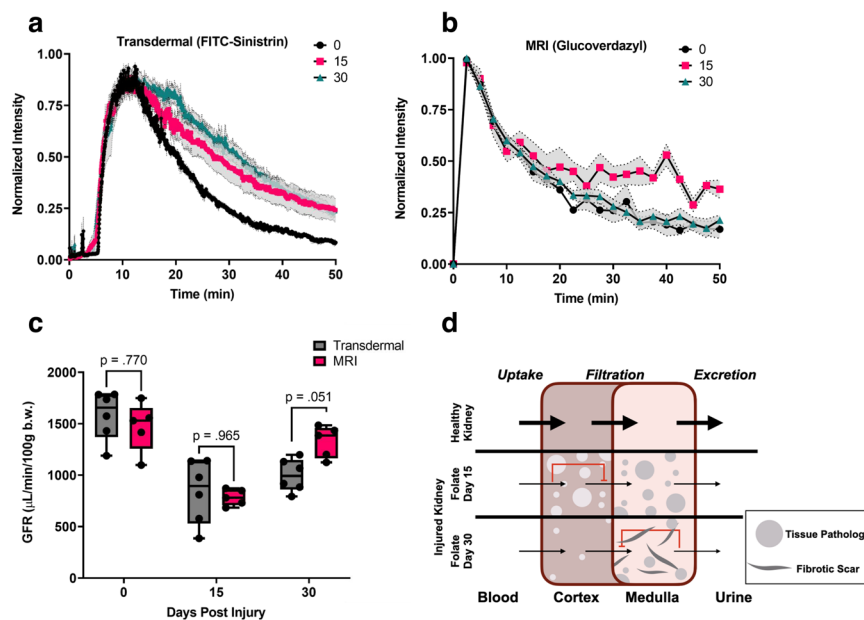 a
Transdermal (FITC-Sinistrin)
0
15
30
Normalized Intensity
1.00
0.75
0.50
0.25
0.00
0 10 20 30 40 50
Time (min)
b
MRI (Glucoverdazyl)
0
15
30
Normalized Intensity
1.00
0.75
0.50
0.25
0.00
0 10 20 30 40 50
Time (min)
c
Transdermal
MRI
GFR (μL/min/100g b.w.)
2000
1500
1000
500
0
p = .770
p = .965
p = .051
0 15 30
Days Post Injury
d
Uptake Filtration Excretion
Healthy
Kidney
Injured Kidney
Folate
Day 15
Folate
Day 30
Blood Cortex Medulla Urine
Tissue Patholog
Fibrotic Scar